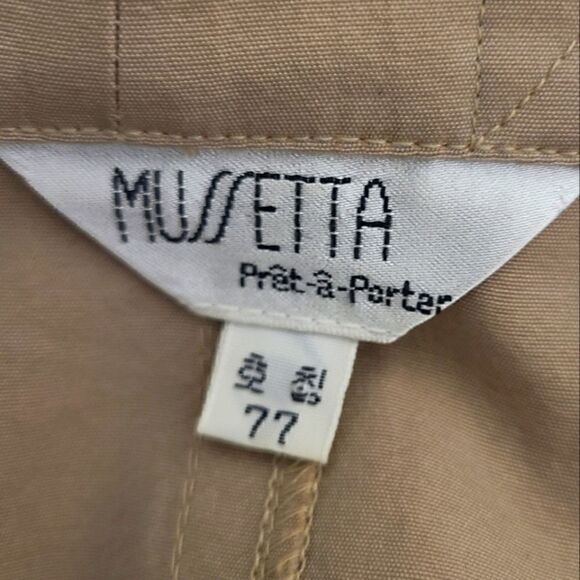 MUSSETTA
Prêt-à-Porter
호칭
77